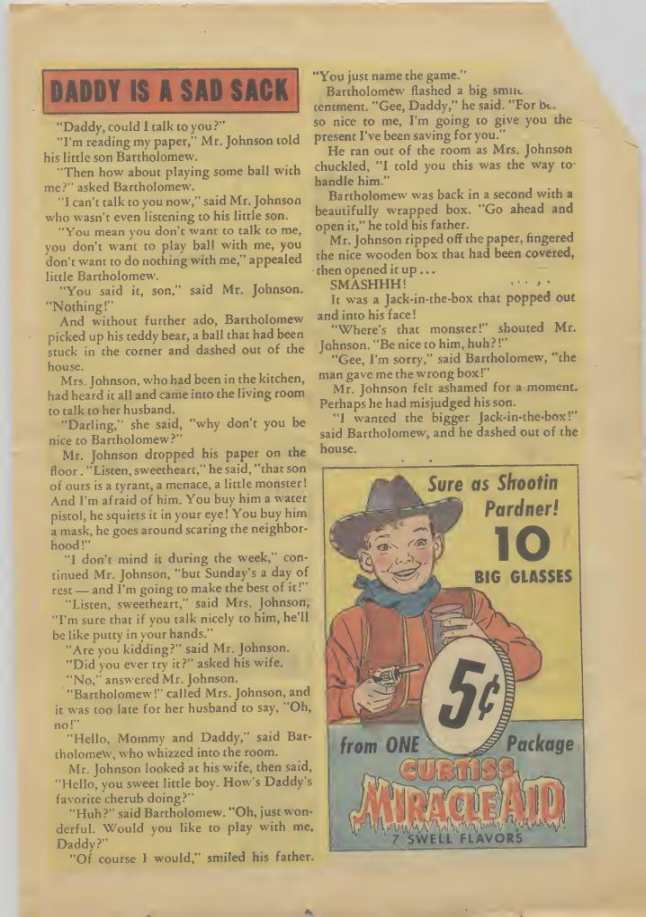 DADDY IS A SAD SACK
"Daddy, could I talk to you?"
"I'm reading my paper," Mr. Johnson told
his little son Bartholomew.
"Then how about playing some ball with
me?" asked Bartholomew.
"I can't talk to you now," said Mr. Johnson
who wasn't even listening to his little son.
"You mean you don't want to talk to me,
you don't want to play ball with me, you
don't want to do nothing with me," appealed
little Bartholomew.
"You said it, son," said Mr. Johnson.
"Nothing!"
And without further ado, Bartholomew
picked up his teddy bear, a ball that had been
stuck in the corner and dashed out of the
house.
Mrs. Johnson, who had been in the kitchen,
had heard it all and came into the living room
to talk to her husband.
"Darling," she said, "why don't you be
nice to Bartholomew?"
Mr. Johnson dropped his paper on the
floor. "Listen, sweetheart," he said, "that son
of ours is a tyrant, a menace, a little monster!
And I'm afraid of him. You buy him a water
pistol, he squirts it in your eye! You buy him
a mask, he goes around scaring the neighbor-
hood!"
"I don't mind it during the week," con-
tinued Mr. Johnson, "but Sunday's a day of
rest — and I'm going to make the best of it!"
"Listen, sweetheart," said Mrs. Johnson,
"I'm sure that if you talk nicely to him, he'll
be like putty in your hands."
"Are you kidding?" said Mr. Johnson.
"Did you ever try it?" asked his wife.
"No," answered Mr. Johnson.
"Bartholomew!" called Mrs. Johnson, and
it was too late for her husband to say, "Oh,
no!"
"Hello, Mommy and Daddy," said Bar-
tholomew, who whizzed into the room.
Mr. Johnson looked at his wife, then said,
"Hello, you sweet little boy. How's Daddy's
favorite cherub doing?"
"Huh?" said Bartholomew. "Oh, just won-
derful. Would you like to play with me,
Daddy?"
"Of course I would," smiled his father.
"You just name the game."
Bartholomew flashed a big
tentment. "Gee, Daddy," he said. "For
so nice to me, I'm going to give you the
present I've been saving for you."
He ran out of the room as Mrs. Johnson
chuckled, "I told you this was the way to
handle him."
Bartholomew was back in a second with a
beautifully wrapped box. "Go ahead and
open it," he told his father.
Mr. Johnson ripped off the paper, fingered
the nice wooden box that had been covered,
then opened it up...
SMASHHH!
It was a Jack-in-the-box that popped out
and into his face!
"Where's that monster!" shouted Mr.
Johnson. "Be nice to him, huh?!"
"Gee, I'm sorry," said Bartholomew, "the
man gave me the wrong box!"
Mr. Johnson felt ashamed for a moment.
Perhaps he had misjudged his son.
"I wanted the bigger Jack-in-the-box!"
said Bartholomew, and he dashed out of the
house.
Sure as Shootin
Pardner!
10
BIG GLASSES
5¢
from ONE Package
CURTISS
MIRACLE AID
7 SWELL FLAVORS